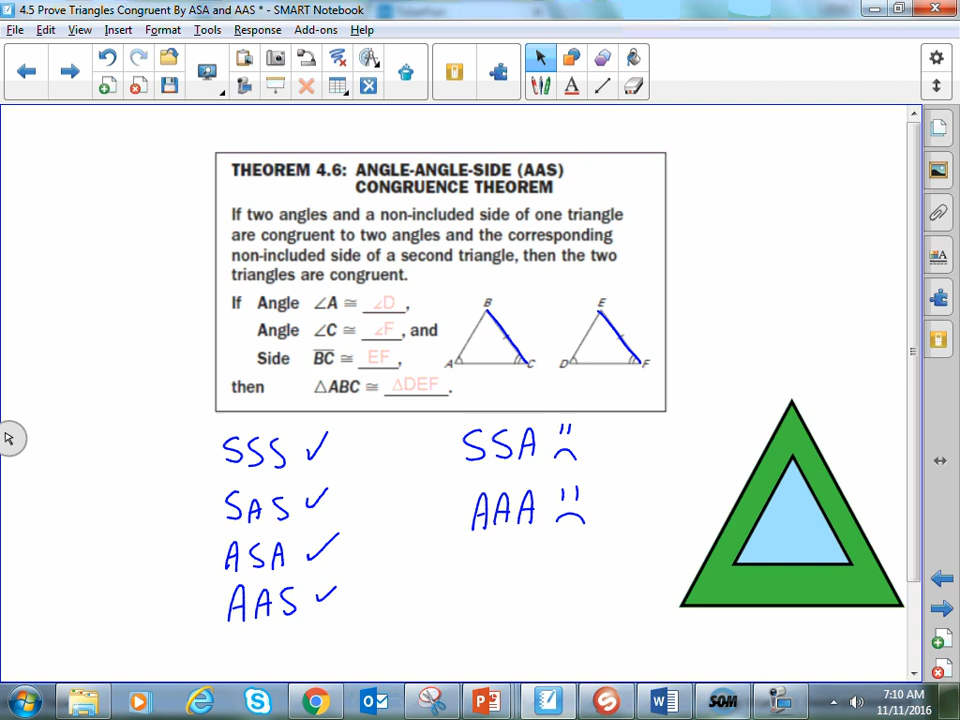 4.5 Prove Triangles Congruent By ASA and AAS * - SMART Notebook
File Edit View Insert Format Tools Response Add-ons Help
THEOREM 4.6: ANGLE-ANGLE-SIDE (AAS)
CONGRUENCE THEOREM
If two angles and a non-included side of one triangle
are congruent to two angles and the corresponding
non-included side of a second triangle, then the two
triangles are congruent.
If Angle ∠A ≅ ∠D,
Angle ∠C ≅ ∠F, and
Side BC ≅ EF,
then △ABC ≅ ΔDEF.
B
A C
E
D F
SSS ✓
SAS ✓
ASA ✓
AAS ✓
SSA
AAA
SOM
7:10 AM
11/11/2016